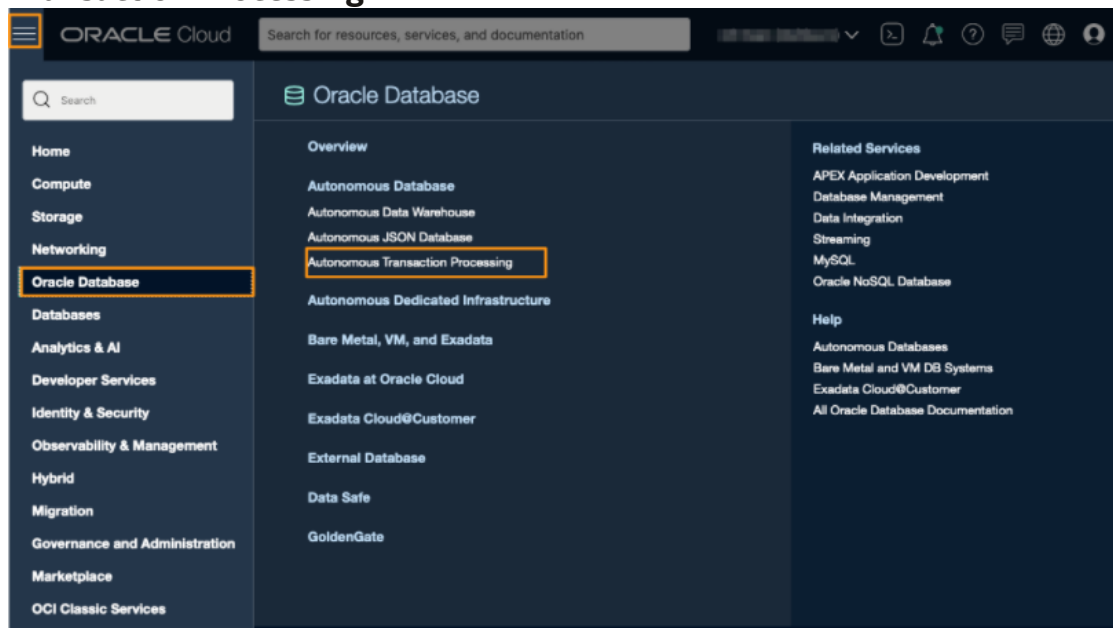 Transaction Processing
ORACLE Cloud
Search for resources, services, and documentation
Search
Home
Compute
Storage
Networking
Oracle Database
Databases
Analytics & AI
Developer Services
Identity & Security
Observability & Management
Hybrid
Migration
Governance and Administration
Marketplace
OCI Classic Services
Oracle Database
Overview
Autonomous Database
Autonomous Data Warehouse
Autonomous JSON Database
Autonomous Transaction Processing
Autonomous Dedicated Infrastructure
Bare Metal, VM, and Exadata
Exadata at Oracle Cloud
Exadata Cloud@Customer
External Database
Data Safe
GoldenGate
Related Services
APEX Application Development
Database Management
Data Integration
Streaming
MySQL
Oracle NoSQL Database
Help
Autonomous Databases
Bare Metal and VM DB Systems
Exadata Cloud@Customer
All Oracle Database Documentation